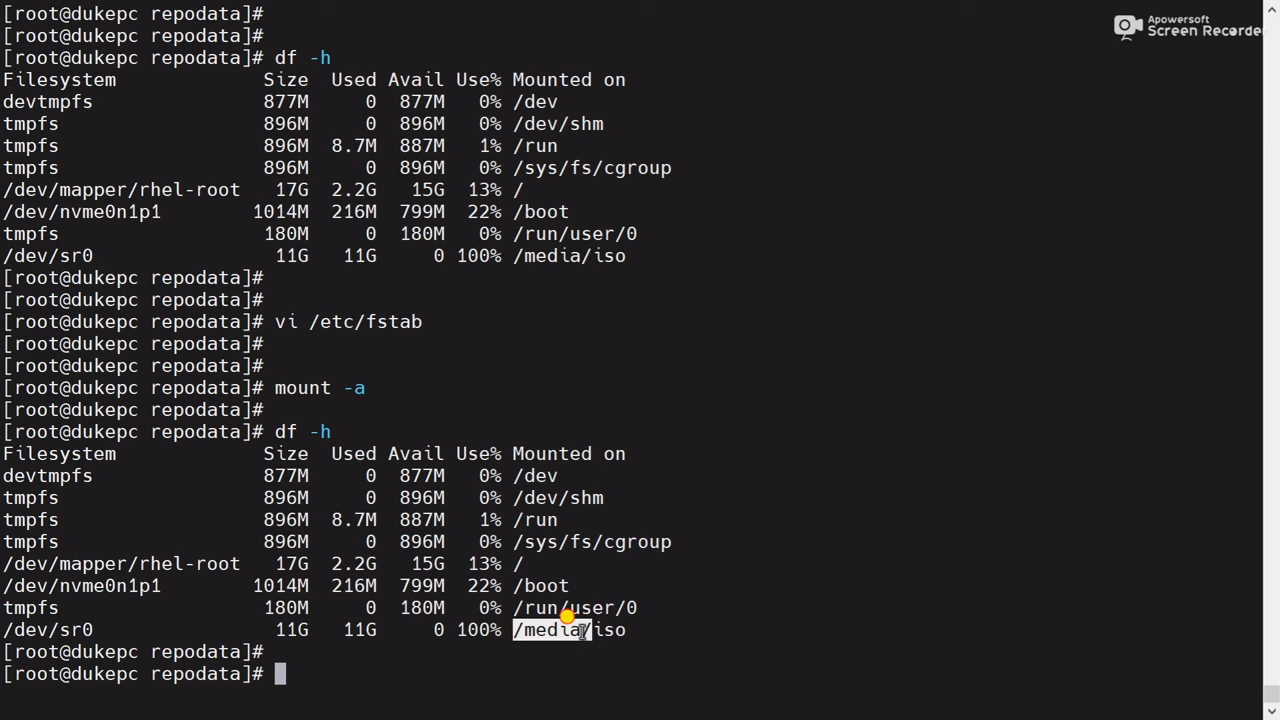 [root@dukepc repodata]#
[root@dukepc repodata]#
[root@dukepc repodata]# df -h
Filesystem Size Used Avail Use% Mounted on
devtmpfs 877M 0 877M 0% /dev
tmpfs 896M 0 896M 0% /dev/shm
tmpfs 896M 8.7M 887M 1% /run
tmpfs 896M 0 896M 0% /sys/fs/cgroup
/dev/mapper/rhel-root 17G 2.2G 15G 13% /
/dev/nvme0n1p1 1014M 216M 799M 22% /boot
tmpfs 180M 0 180M 0% /run/user/0
/dev/sr0 11G 11G 0 100% /media/iso
[root@dukepc repodata]#
[root@dukepc repodata]#
[root@dukepc repodata]# vi /etc/fstab
[root@dukepc repodata]#
[root@dukepc repodata]#
[root@dukepc repodata]# mount -a
[root@dukepc repodata]#
[root@dukepc repodata]# df -h
Filesystem Size Used Avail Use% Mounted on
devtmpfs 877M 0 877M 0% /dev
tmpfs 896M 0 896M 0% /dev/shm
tmpfs 896M 8.7M 887M 1% /run
tmpfs 896M 0 896M 0% /sys/fs/cgroup
/dev/mapper/rhel-root 17G 2.2G 15G 13% /
/dev/nvme0n1p1 1014M 216M 799M 22% /boot
tmpfs 180M 0 180M 0% /run/user/0
/dev/sr0 11G 11G 0 100% /media/iso
[root@dukepc repodata]#
[root@dukepc repodata]#
Apowersoft
Screen Recorder